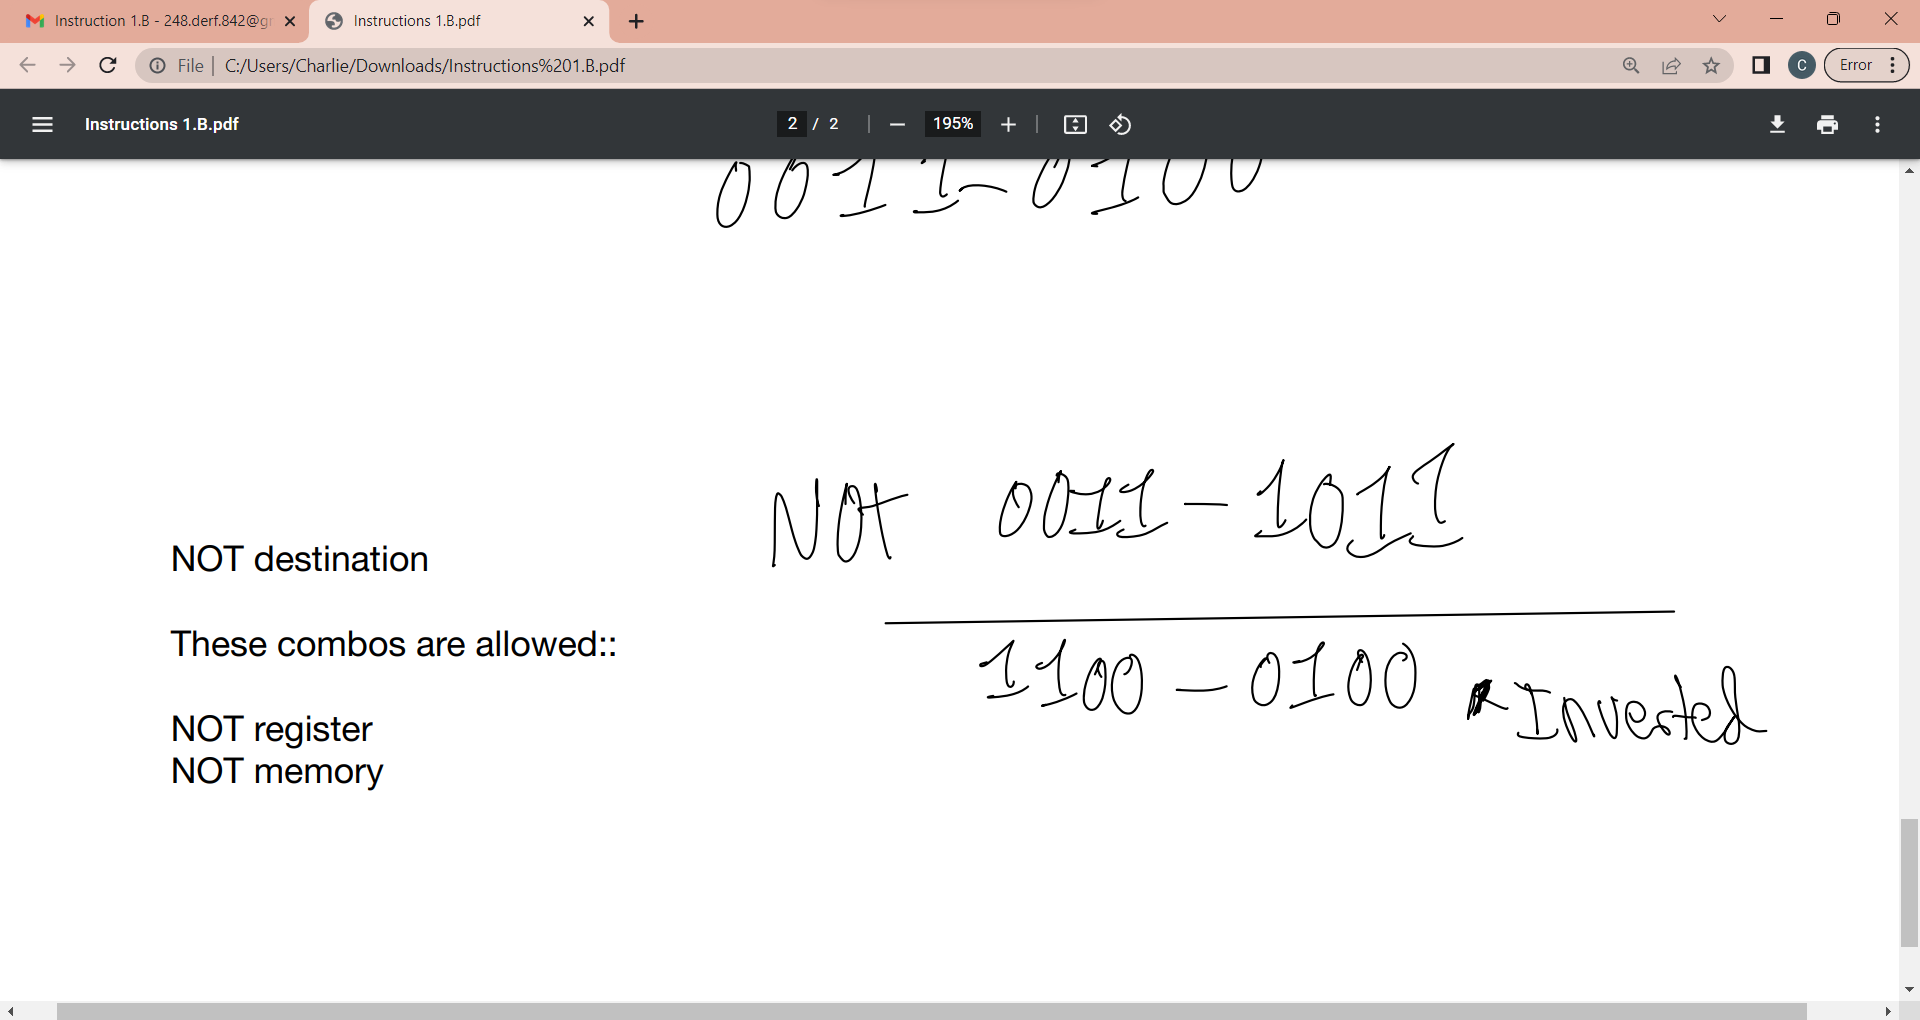 Instruction 1.B - 248.derf.842@g
Instructions 1.B.pdf
File | C:/Users/Charlie/Downloads/Instructions%201.B.pdf
C
Error
Instructions 1.B.pdf
2 / 2
195%
0011-0100
NOT 0011-1011
NOT destination
These combos are allowed::
1100-0100
Inverted
NOT register
NOT memory